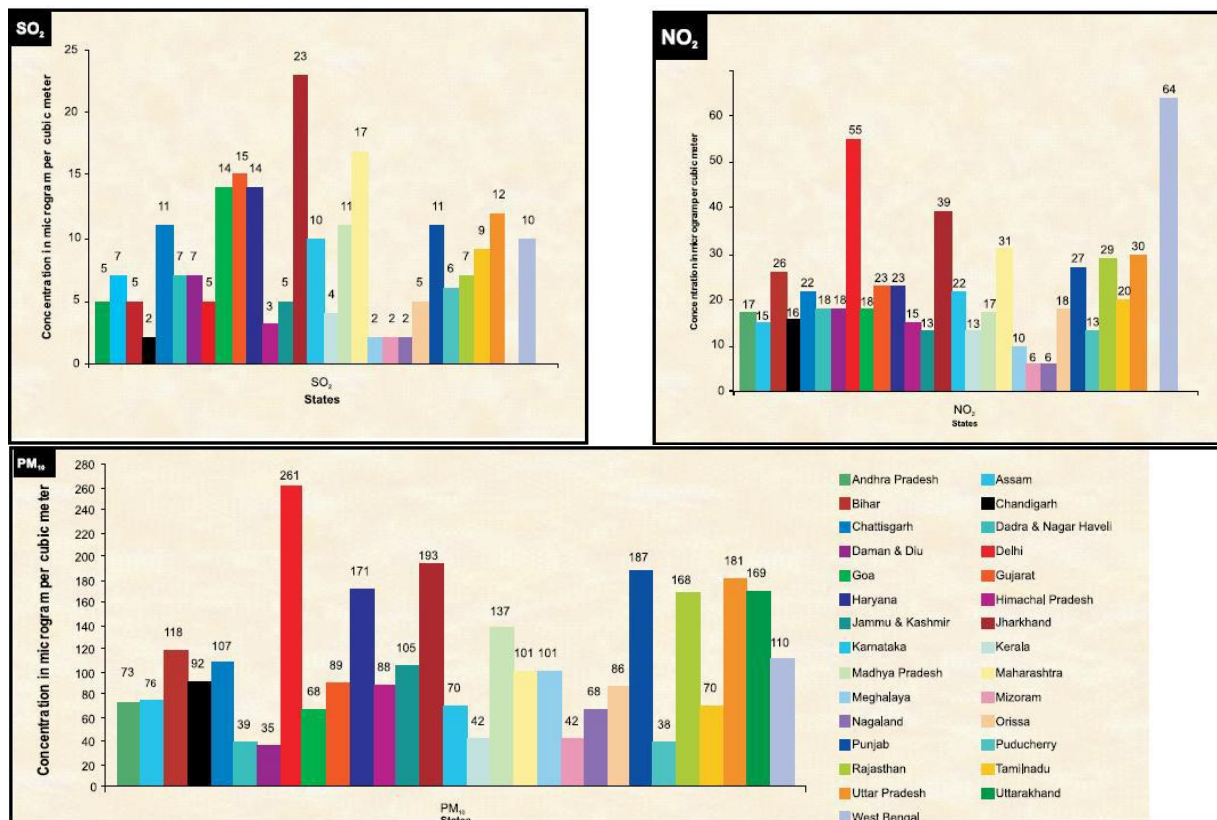 SO₂
Concentration in microgram per cubic meter
25
20
15
10
5
0
5
7
5
2
11
7
7
5
14
15
14
3
5
23
10
4
11
17
2
2
2
5
11
6
7
9
12
10
SO₂
States
NO₂
Concentration in microgram per cubic meter
60
50
40
30
20
10
0
17
15
26
16
22
18
18
55
18
23
23
15
13
39
22
13
17
31
10
6
6
18
27
13
29
20
30
64
NO₂
States
PM₁₀
Concentration in microgram per cubic meter
280
260
240
220
200
180
160
140
120
100
80
60
40
20
0
73
76
118
92
107
39
35
261
68
89
171
88
105
193
70
42
137
101
101
42
68
86
187
38
168
70
181
169
110
PM₁₀
States
Andhra Pradesh
Assam
Bihar
Chandigarh
Chattisgarh
Dadra & Nagar Haveli
Daman & Diu
Delhi
Goa
Gujarat
Haryana
Himachal Pradesh
Jammu & Kashmir
Jharkhand
Karnataka
Kerala
Madhya Pradesh
Maharashtra
Meghalaya
Mizoram
Nagaland
Orissa
Punjab
Puducherry
Rajasthan
Tamilnadu
Uttar Pradesh
Uttarakhand
West Bengal